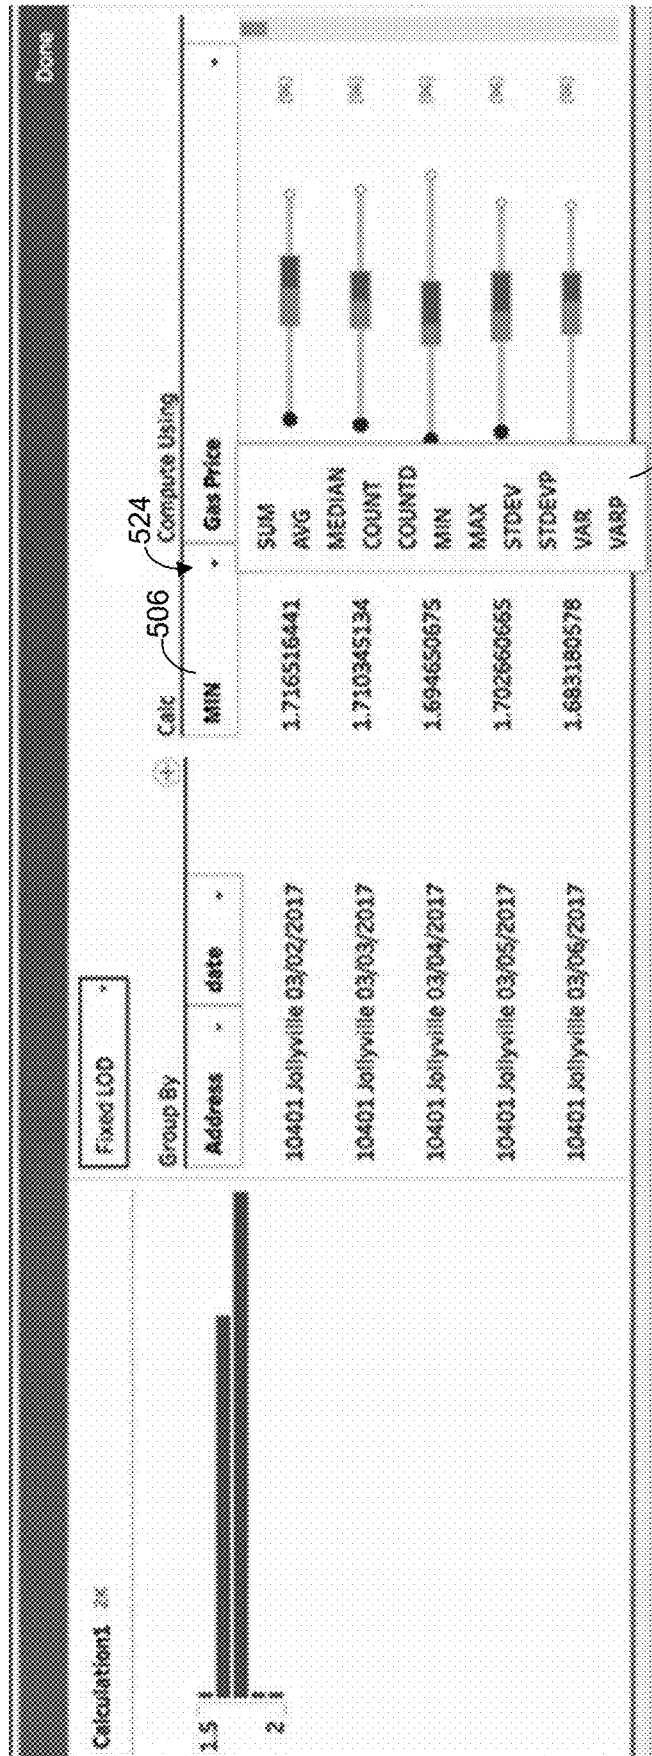 Done
Calculation1 2K
1.5
2
Fixed LOD
Group By
Address
date
Calc
Compute Using
MIN
Gas Price
506
524
10401 Jollyville 03/02/2017
1.716516441
10401 Jollyville 03/03/2017
1.710345134
10401 Jollyville 03/04/2017
1.694650675
10401 Jollyville 03/05/2017
1.702660665
10401 Jollyville 03/06/2017
1.683180578
SUM
AVG
MEDIAN
COUNT
COUNTD
MIN
MAX
STDEV
STDEVP
VAR
VARP